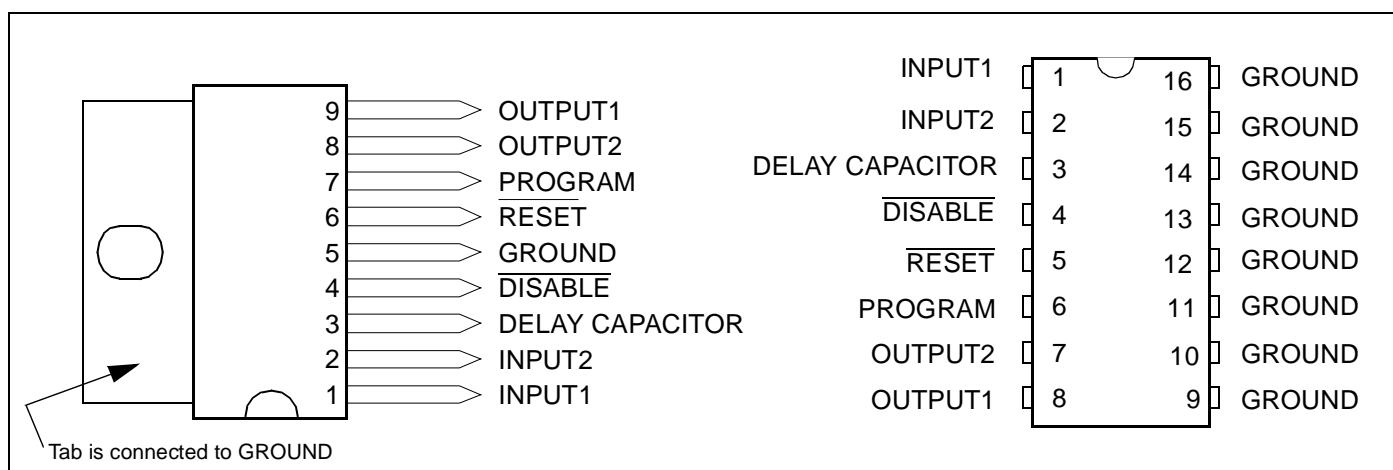 9 OUTPUT1
8 OUTPUT2
7 PROGRAM
6 RESET
5 GROUND
4 DISABLE
3 DELAY CAPACITOR
2 INPUT2
1 INPUT1
Tab is connected to GROUND
INPUT1 1 16 GROUND
INPUT2 2 15 GROUND
DELAY CAPACITOR 3 14 GROUND
DISABLE 4 13 GROUND
RESET 5 12 GROUND
PROGRAM 6 11 GROUND
OUTPUT2 7 10 GROUND
OUTPUT1 8 9 GROUND